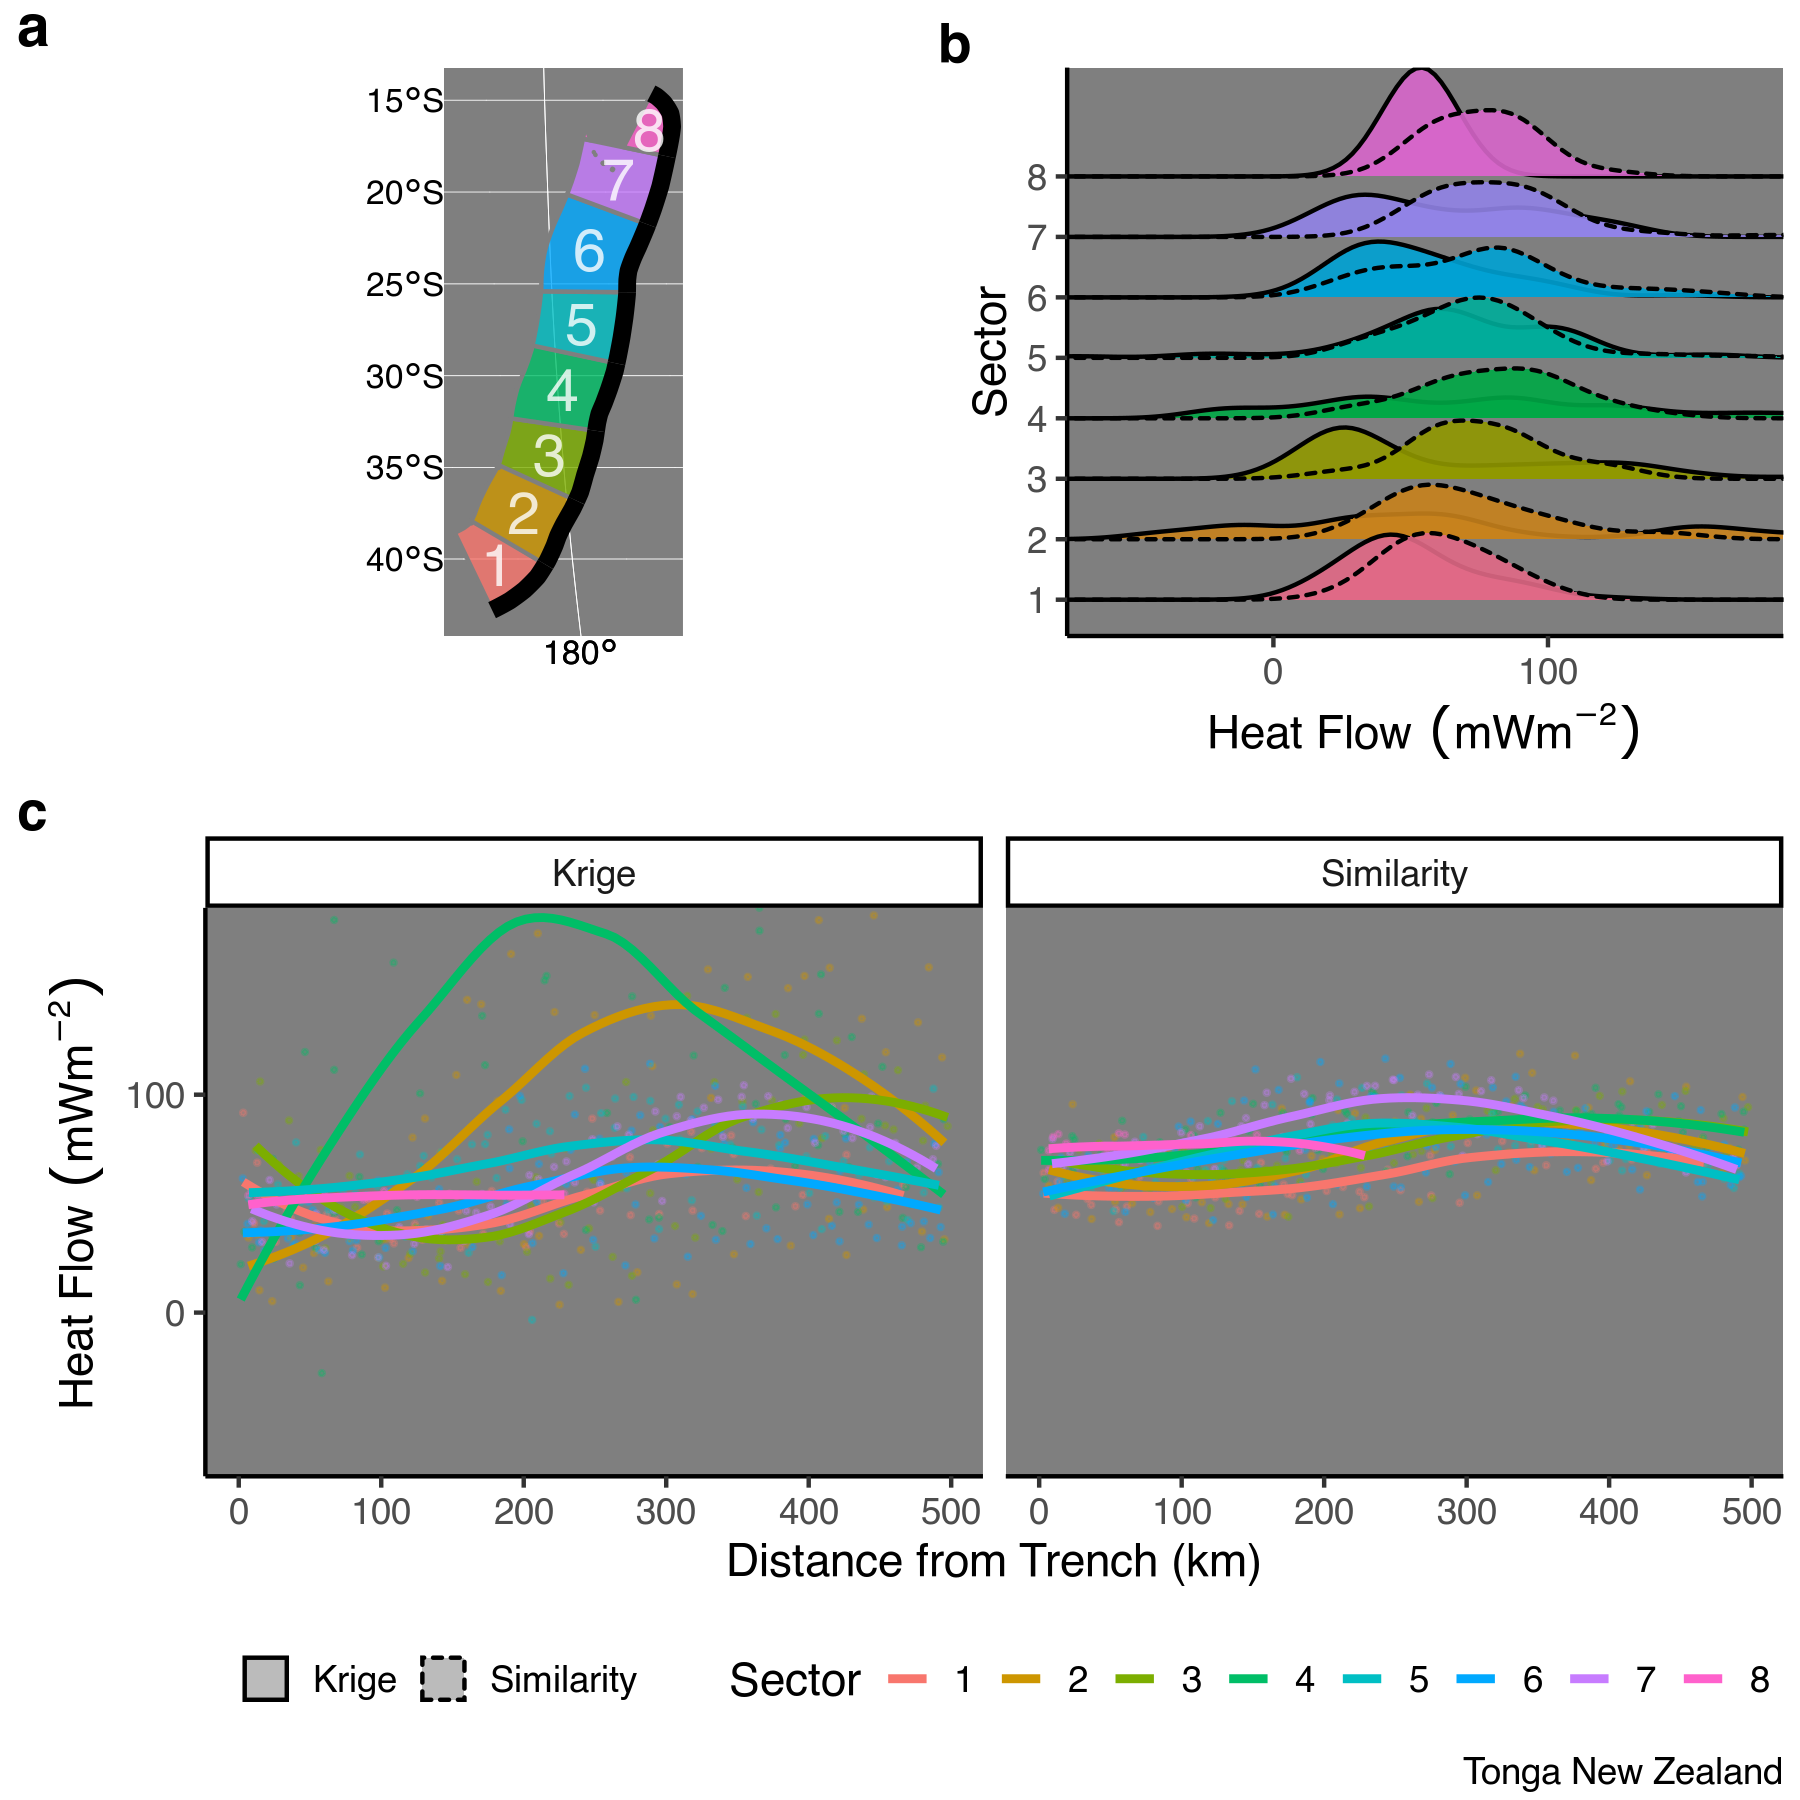 a
15°S
20°S
25°S
30°S
35°S
40°S
180°
8
7
6
5
4
3
2
1
b
Sector
8
7
6
5
4
3
2
1
0 100
Heat Flow (mWm⁻²)
c
Krige Similarity
Heat Flow (mWm⁻²)
100
0
0 100 200 300 400 500 0 100 200 300 400 500
Distance from Trench (km)
Krige Similarity Sector 1 2 3 4 5 6 7 8
Tonga New Zealand